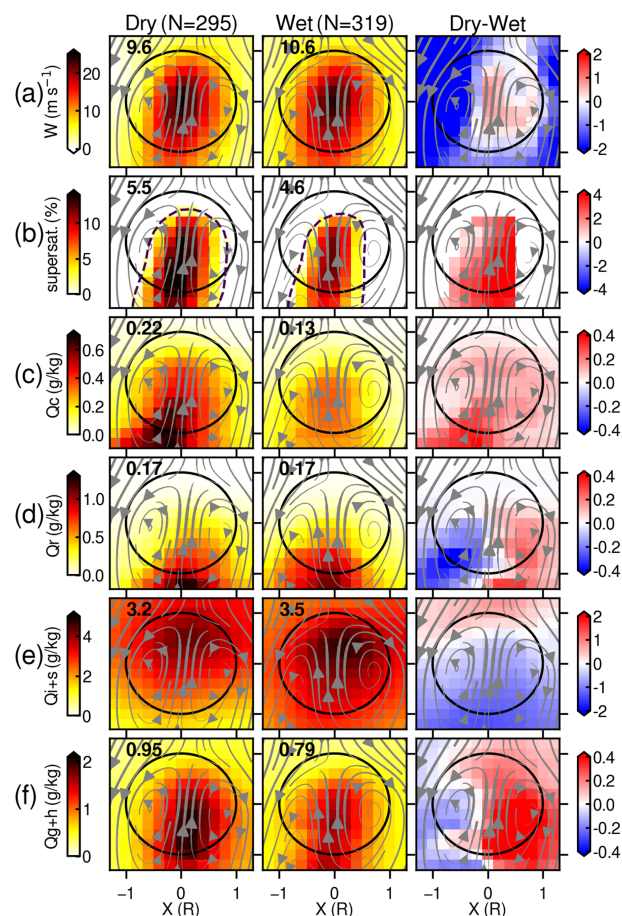 Dry (N=295) Wet (N=319) Dry-Wet
(a) W (m s⁻¹) 20 10 0 9.6 10.6 2 1 0 -1 -2
(b) supersat. (%) 10 5 0 5.5 4.6 4 2 0 -2 -4
(c) Qc (g/kg) 0.6 0.4 0.2 0.0 0.22 0.13 0.4 0.2 0.0 -0.2 -0.4
(d) Qr (g/kg) 1.0 0.5 0.0 0.17 0.17 0.4 0.2 0.0 -0.2 -0.4
(e) Qi+s (g/kg) 4 2 0 3.2 3.5 2 1 0 -1 -2
(f) Qg+h (g/kg) 2 1 0 0.95 0.79 0.4 0.2 0.0 -0.2 -0.4
-1 0 1 -1 0 1 -1 0 1
X (R) X (R) X (R)